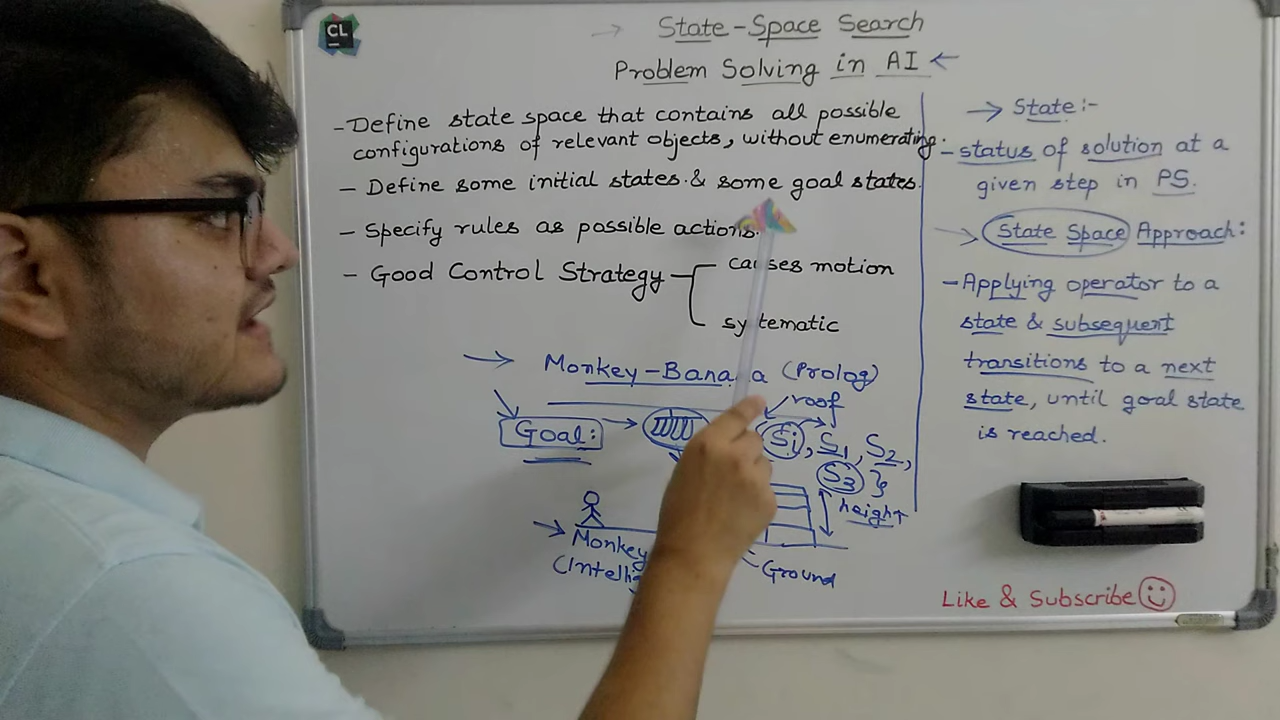 CL
→ State-Space Search
Problem Solving in AI ←
- Define state space that contains all possible
configurations of relevant objects, without enumerating.
- Define some initial states & some goal states.
- Specify rules as possible actions.
- Good Control Strategy
causes motion
systematic
→ Monkey-Banana (Prolog)
roof
Goal: →
Si, S1, S2,
S3 }
height
Monkey
Ground
→ State:-
- status of solution at a
given step in PS.
→ State Space Approach:
- Applying operator to a
state & subsequent
transitions to a next
state, until goal state
is reached.
Like & Subscribe